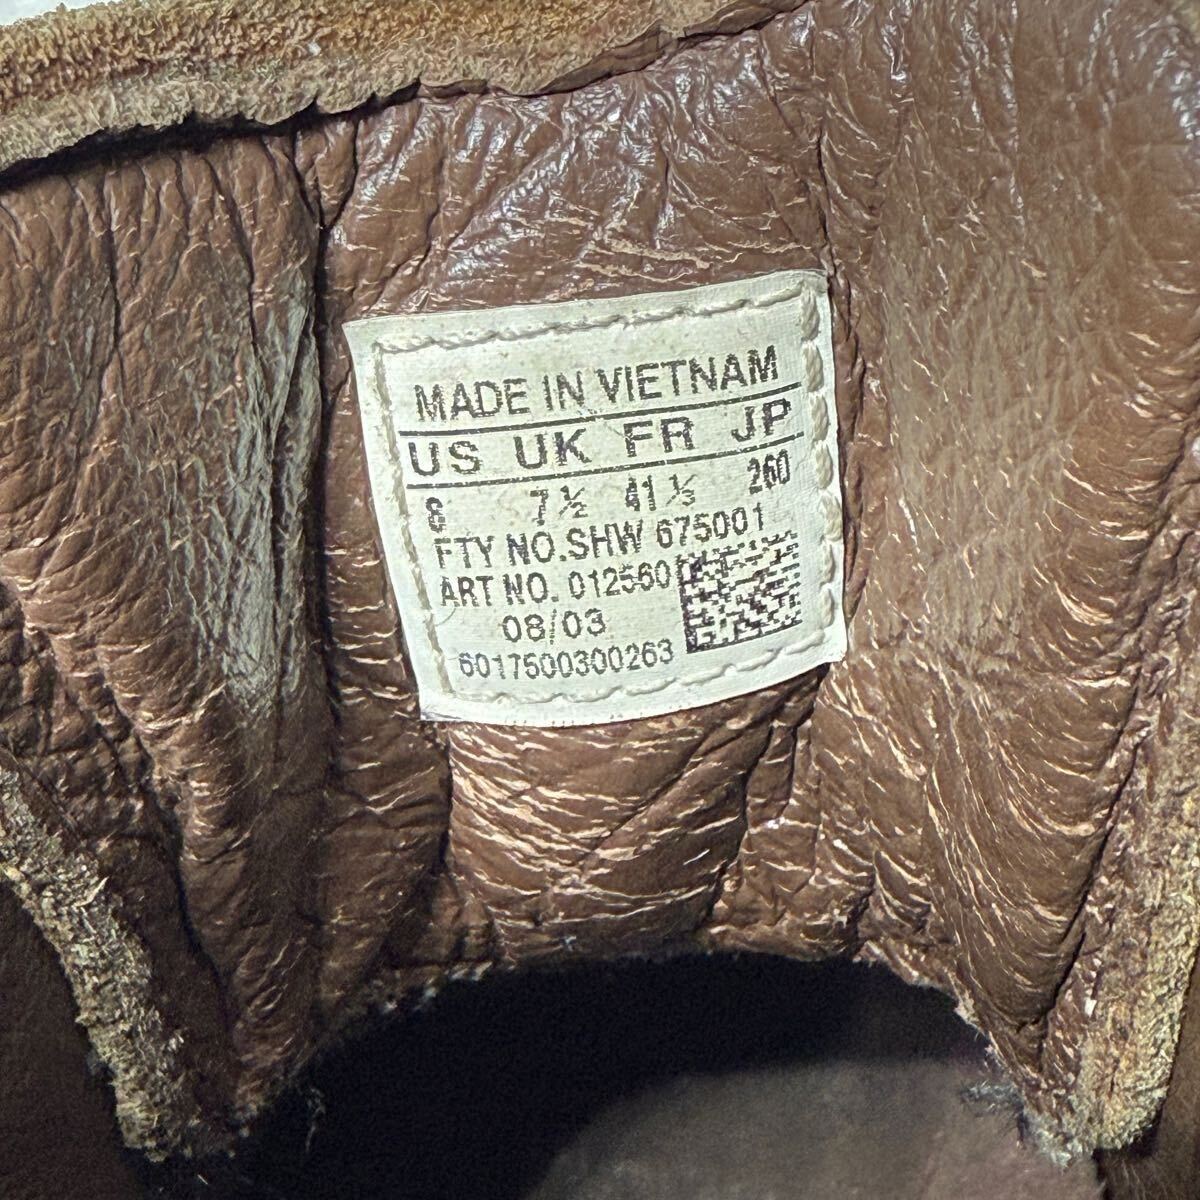 MADE IN VIETNAM
US UK FR JP
8 7½ 41⅓ 260
FTY NO.SHW 675001
ART NO. 012560
08/03
6017500300263